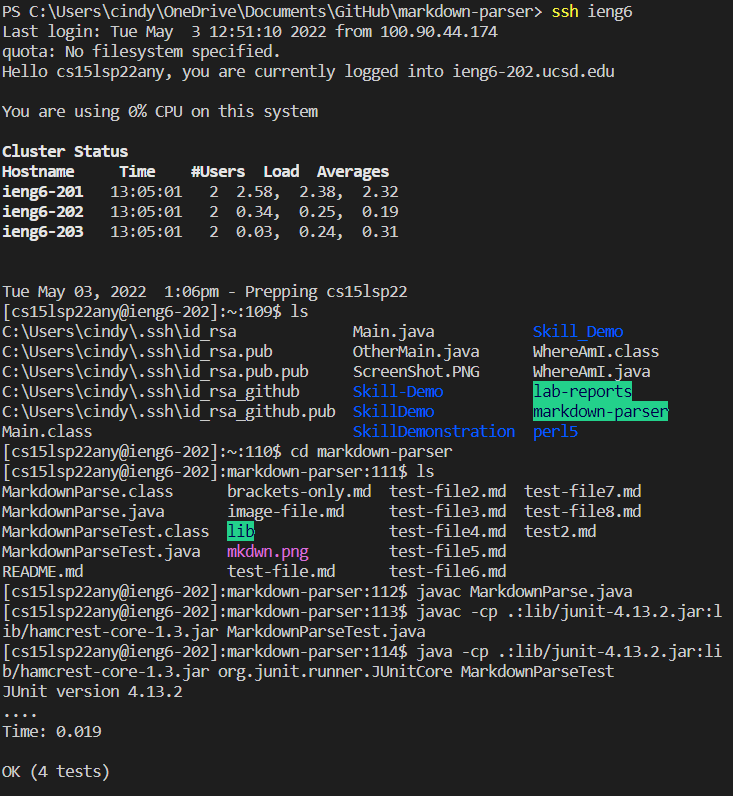 PS C:\Users\cindy\OneDrive\Documents\GitHub\markdown-parser> ssh ieng6
Last login: Tue May  3 12:51:10 2022 from 100.90.44.174
quota: No filesystem specified.
Hello cs15lsp22any, you are currently logged into ieng6-202.ucsd.edu
You are using 0% CPU on this system
Cluster Status
Hostname     Time    #Users  Load  Averages
ieng6-201   13:05:01   2  2.58,  2.38,  2.32
ieng6-202   13:05:01   2  0.34,  0.25,  0.19
ieng6-203   13:05:01   2  0.03,  0.24,  0.31
Tue May 03, 2022  1:06pm - Prepping cs15lsp22
[cs15lsp22any@ieng6-202]:~:109$ ls
C:\Users\cindy\.ssh\id_rsa             Main.java           Skill_Demo
C:\Users\cindy\.ssh\id_rsa.pub         OtherMain.java      WhereAmI.class
C:\Users\cindy\.ssh\id_rsa.pub.pub     ScreenShot.PNG      WhereAmI.java
C:\Users\cindy\.ssh\id_rsa_github      Skill-Demo          lab-reports
C:\Users\cindy\.ssh\id_rsa_github.pub  SkillDemo           markdown-parser
Main.class                             SkillDemonstration  perl5
[cs15lsp22any@ieng6-202]:~:110$ cd markdown-parser
[cs15lsp22any@ieng6-202]:markdown-parser:111$ ls
MarkdownParse.class      brackets-only.md  test-file2.md  test-file7.md
MarkdownParse.java       image-file.md     test-file3.md  test-file8.md
MarkdownParseTest.class  lib               test-file4.md  test2.md
MarkdownParseTest.java   mkdwn.png         test-file5.md
README.md                test-file.md      test-file6.md
[cs15lsp22any@ieng6-202]:markdown-parser:112$ javac MarkdownParse.java
[cs15lsp22any@ieng6-202]:markdown-parser:113$ javac -cp .:lib/junit-4.13.2.jar:l
ib/hamcrest-core-1.3.jar MarkdownParseTest.java
[cs15lsp22any@ieng6-202]:markdown-parser:114$ java -cp .:lib/junit-4.13.2.jar:li
b/hamcrest-core-1.3.jar org.junit.runner.JUnitCore MarkdownParseTest
JUnit version 4.13.2
....
Time: 0.019
OK (4 tests)